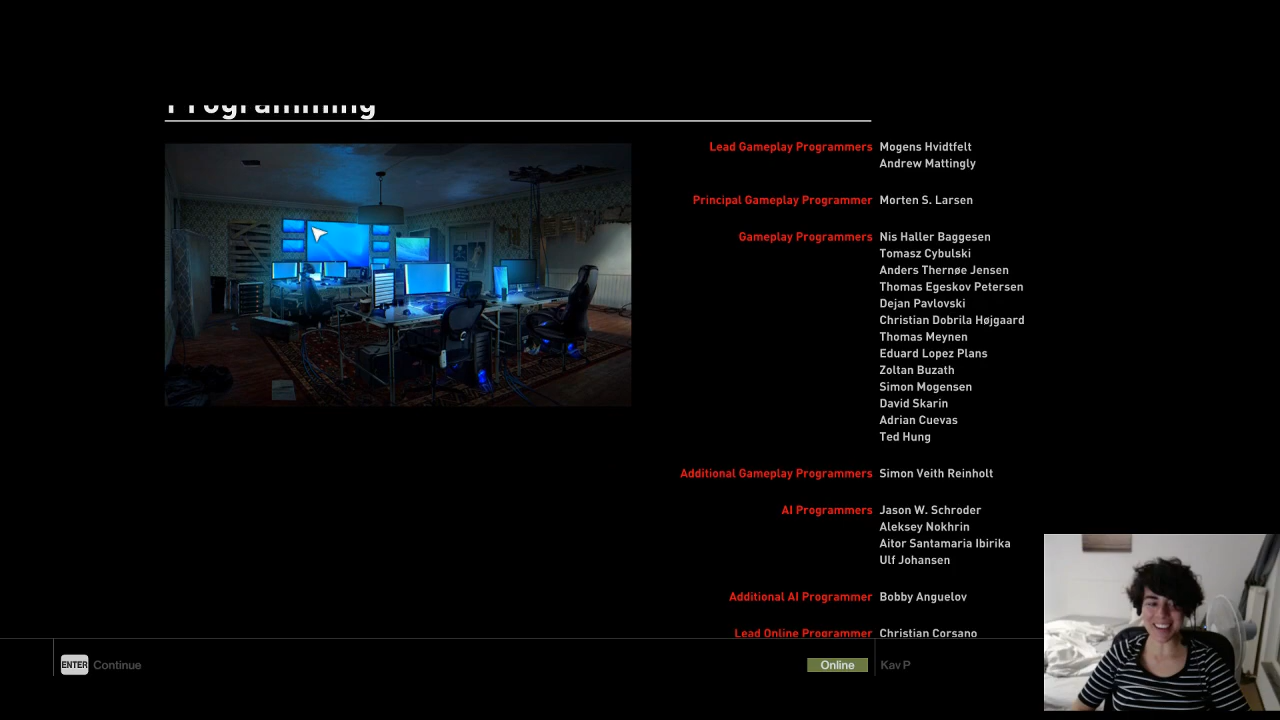 Programming
Lead Gameplay Programmers Mogens Hvidtfelt
Andrew Mattingly
Principal Gameplay Programmer Morten S. Larsen
Gameplay Programmers Nis Haller Baggesen
Tomasz Cybulski
Anders Thernøe Jensen
Thomas Egeskov Petersen
Dejan Pavlovski
Christian Dobrila Højgaard
Thomas Meynen
Eduard Lopez Plans
Zoltan Buzath
Simon Mogensen
David Skarin
Adrian Cuevas
Ted Hung
Additional Gameplay Programmers Simon Veith Reinholt
AI Programmers Jason W. Schroder
Aleksey Nokhrin
Aitor Santamaria Ibirika
Ulf Johansen
Additional AI Programmer Bobby Anguelov
Lead Online Programmer Christian Corsano
ENTER Continue
Online Kav P